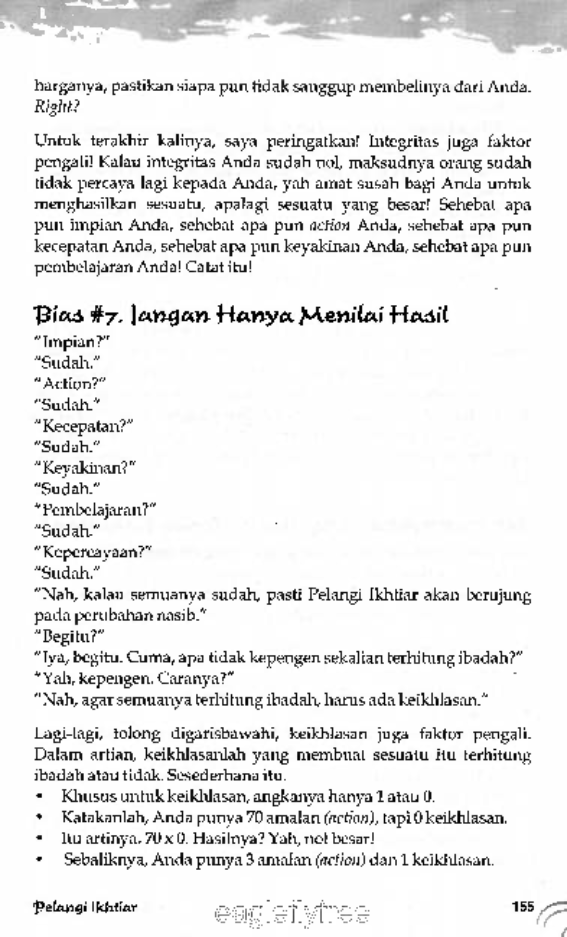 harganya, pastikan siapa pun tidak sanggup membelinya dari Anda.
Right?
Untuk terakhir kalinya, saya peringatkan! Integritas juga faktor
pengali! Kalau integritas Anda sudah nol, maksudnya orang sudah
tidak percaya lagi kepada Anda, yah amat susah bagi Anda untuk
menghasilkan sesuatu, apalagi sesuatu yang besar! Sehebat apa
pun impian Anda, sehebat apa pun action Anda, sehebat apa pun
kecepatan Anda, sehebat apa pun keyakinan Anda, sehebat apa pun
pembelajaran Anda! Catat itu!
Bias #7. Jangan Hanya Menilai Hasil
"Impian?"
"Sudah."
"Action?"
"Sudah."
"Kecepatan?"
"Sudah."
"Keyakinan?"
"Sudah."
"Pembelajaran?"
"Sudah."
"Kepercayaan?"
"Sudah."
"Nah, kalau semuanya sudah, pasti Pelangi Ikhtiar akan berujung
pada perubahan nasib."
"Begitu?"
"Iya, begitu. Cuma, apa tidak kepengen sekalian terhitung ibadah?"
"Yah, kepengen. Caranya?"
"Nah, agar semuanya terhitung ibadah, harus ada keikhlasan."
Lagi-lagi, tolong digarisbawahi, keikhlasan juga faktor pengali.
Dalam artian, keikhlasanlah yang membuat sesuatu itu terhitung
ibadah atau tidak. Sesederhana itu.
• Khusus untuk keikhlasan, angkanya hanya 1 atau 0.
• Katakanlah, Anda punya 70 amalan (action), tapi 0 keikhlasan.
• Itu artinya, 70 x 0. Hasilnya? Yah, nol besar!
• Sebaliknya, Anda punya 3 amalan (action) dan 1 keikhlasan.
Pelangi Ikhtiar eagleflytree 155